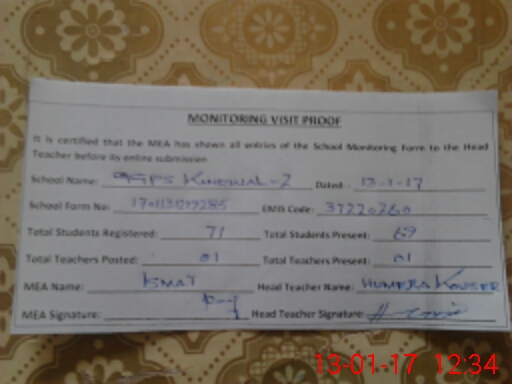 MONITORING VISIT PROOF
It is certified that the MEA has shown all entries of the School Monitoring Form to the Head
Teacher before its online submission
School Name: GGPS KINDWAL-2 Dated: 13-1-17
School Form No: EMIS Code: 37220260
Total Students Registered: 71 Total Students Present: 69
Total Teachers Posted: 01 Total Teachers Present: 01
MEA Name: ISMAT Head Teacher Name: HUMERA KOUSER
MEA Signature: Head Teacher Signature:
13-01-17 12:34